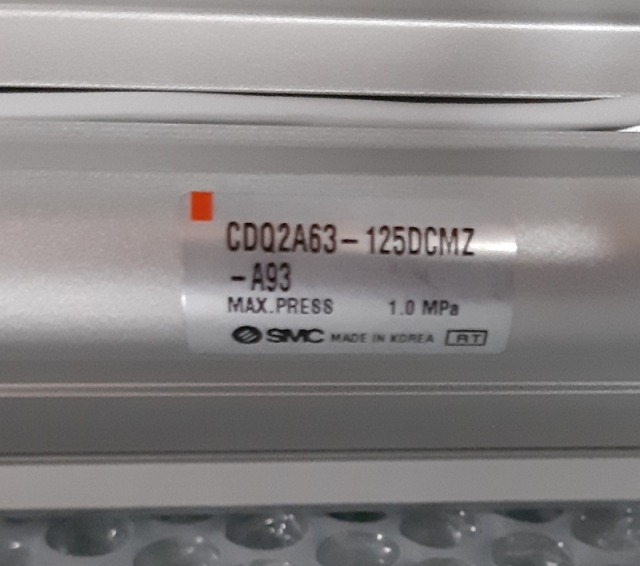 CDQ2A63-125DCMZ
-A93
MAX.PRESS 1.0 MPa
SMC MADE IN KOREA RT